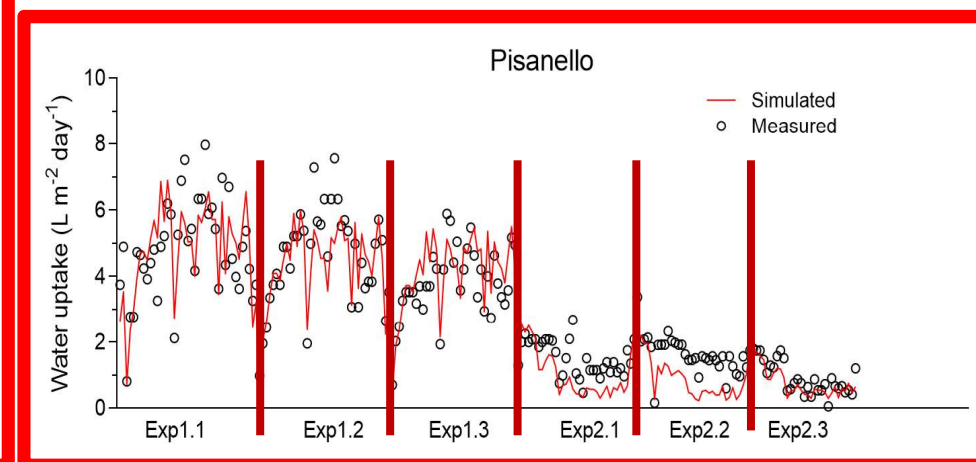 Pisanello
10
8
6
4
2
0
Water uptake (L m-2 day-1)
Simulated
Measured
Exp1.1 Exp1.2 Exp1.3 Exp2.1 Exp2.2 Exp2.3